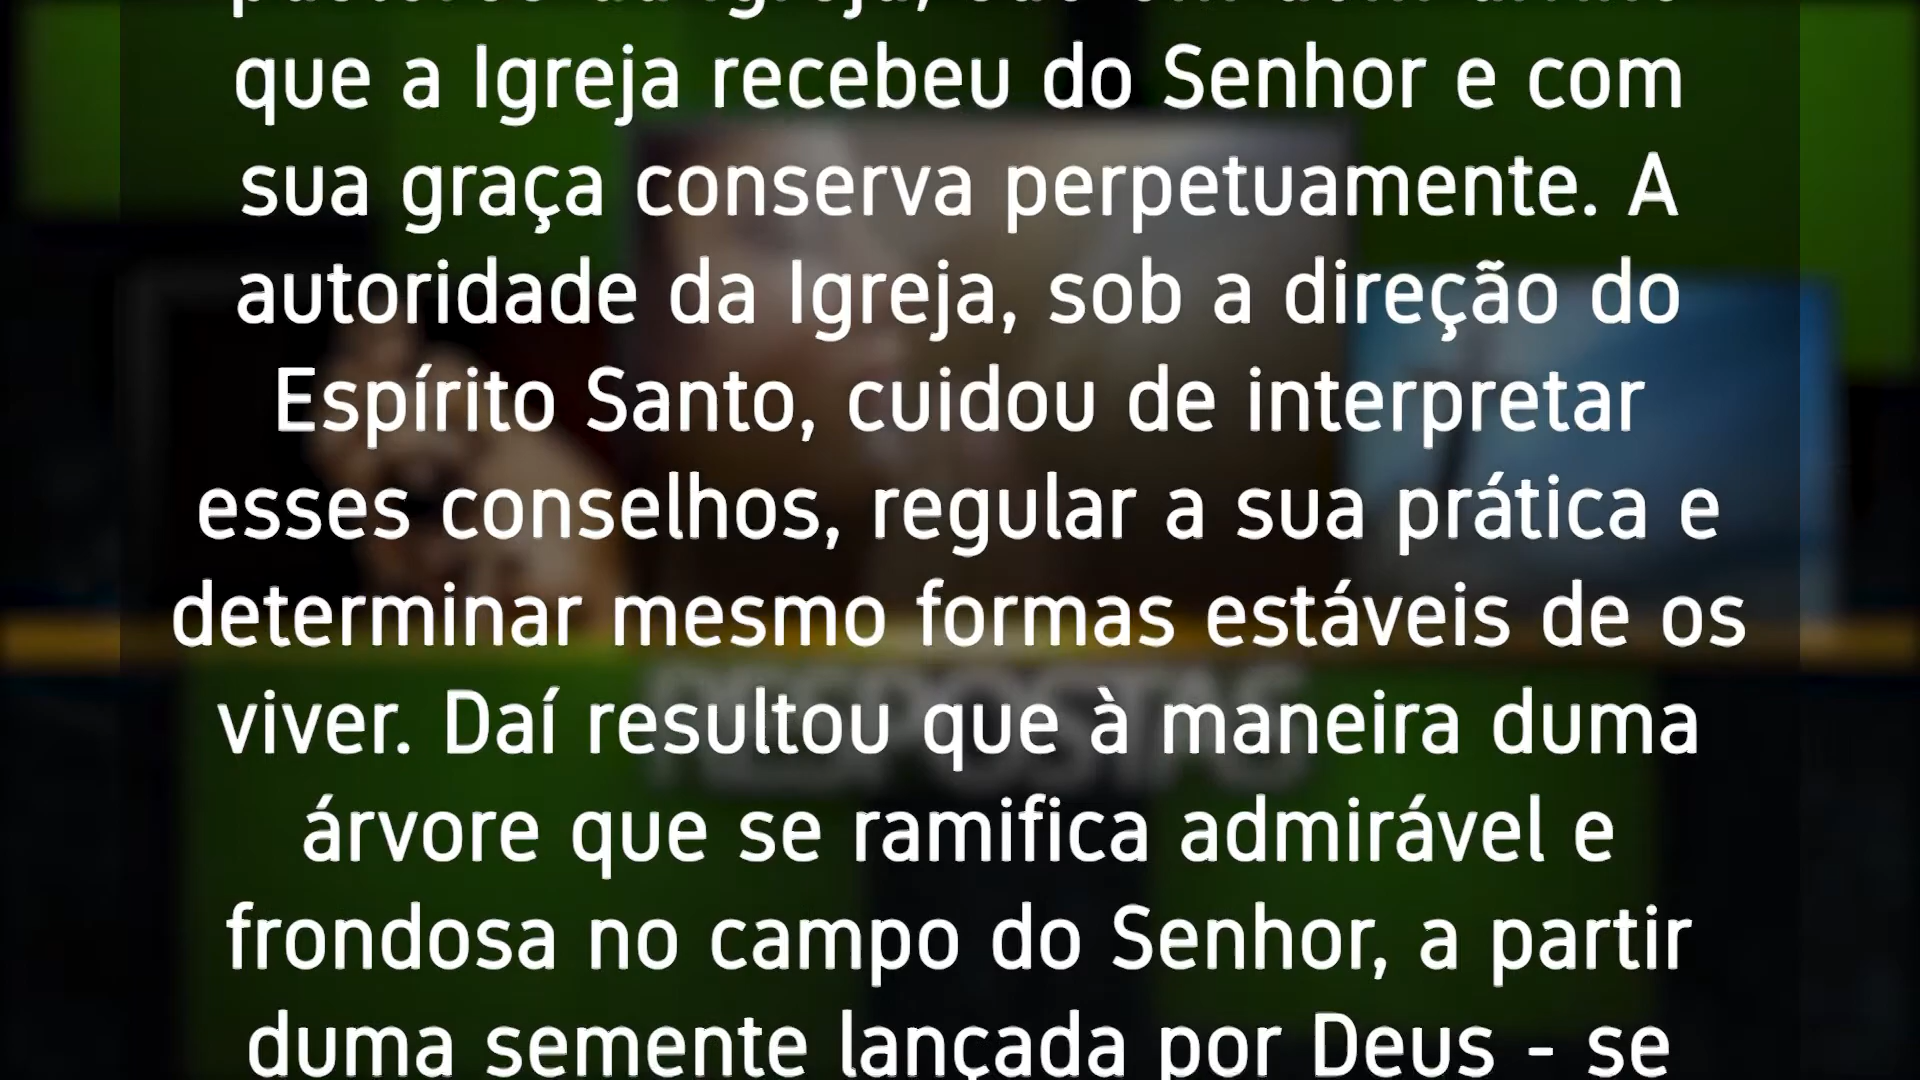 que a Igreja recebeu do Senhor e com
sua graça conserva perpetuamente. A
autoridade da Igreja, sob a direção do
Espírito Santo, cuidou de interpretar
esses conselhos, regular a sua prática e
determinar mesmo formas estáveis de os
viver. Daí resultou que à maneira duma
árvore que se ramifica admirável e
frondosa no campo do Senhor, a partir
duma semente lançada por Deus - se
RESPOSTAS